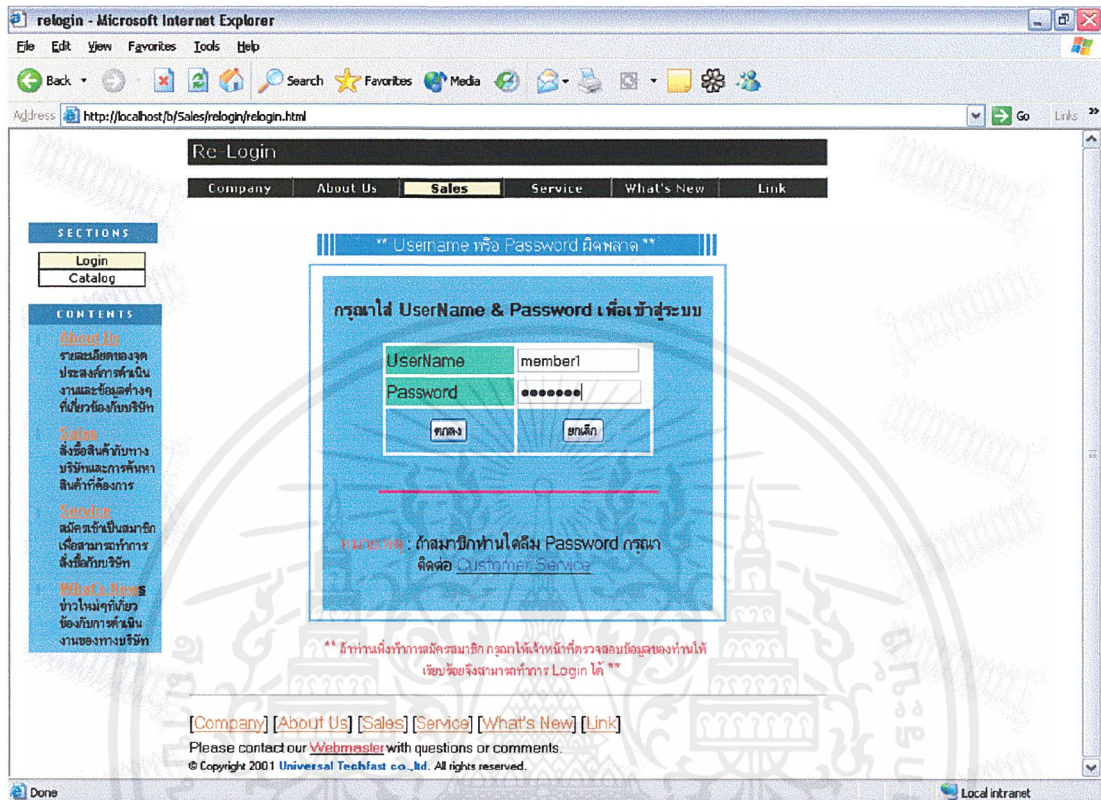 relogin - Microsoft Internet Explorer
File Edit View Favorites Tools Help
Back Search Favorites Media
Address http://localhost/b/Sales/relogin/relogin.html Go Links »
Re-Login
Company About Us Sales Service What's New Link
SECTIONS
Login
Catalog
CONTENTS
About Us
รายละเอียดของจุด
ประสงค์การดำเนิน
งานและข้อมูลต่างๆ
ที่เกี่ยวข้องกับบริษัท
Sales
สั่งซื้อสินค้ากับทาง
บริษัทและการค้นหา
สินค้าที่ต้องการ
Service
สมัครเข้าเป็นสมาชิก
เพื่อสามารถทำการ
สั่งซื้อกับบริษัท
What's News
ข่าวใหม่ๆที่เกี่ยว
ข้องกับการดำเนิน
งานของทางบริษัท
** Username หรือ Password ผิดพลาด **
กรุณาใส่ UserName & Password เพื่อเข้าสู่ระบบ
UserName member1
Password •••••••
ตกลง ยกเลิก
หมายเหตุ : ถ้าสมาชิกท่านใดลืม Password กรุณา
ติดต่อ Customer Service
** ถ้าท่านเพิ่งทำการสมัครสมาชิก กรุณาให้เจ้าหน้าที่ตรวจสอบข้อมูลของท่านให้
เรียบร้อยจึงสามารถทำการ Login ได้ **
[Company] [About Us] [Sales] [Service] [What's New] [Link]
Please contact our Webmaster with questions or comments.
© Copyright 2001 Universal Techfast co.,ltd. All rights reserved.
Done Local intranet